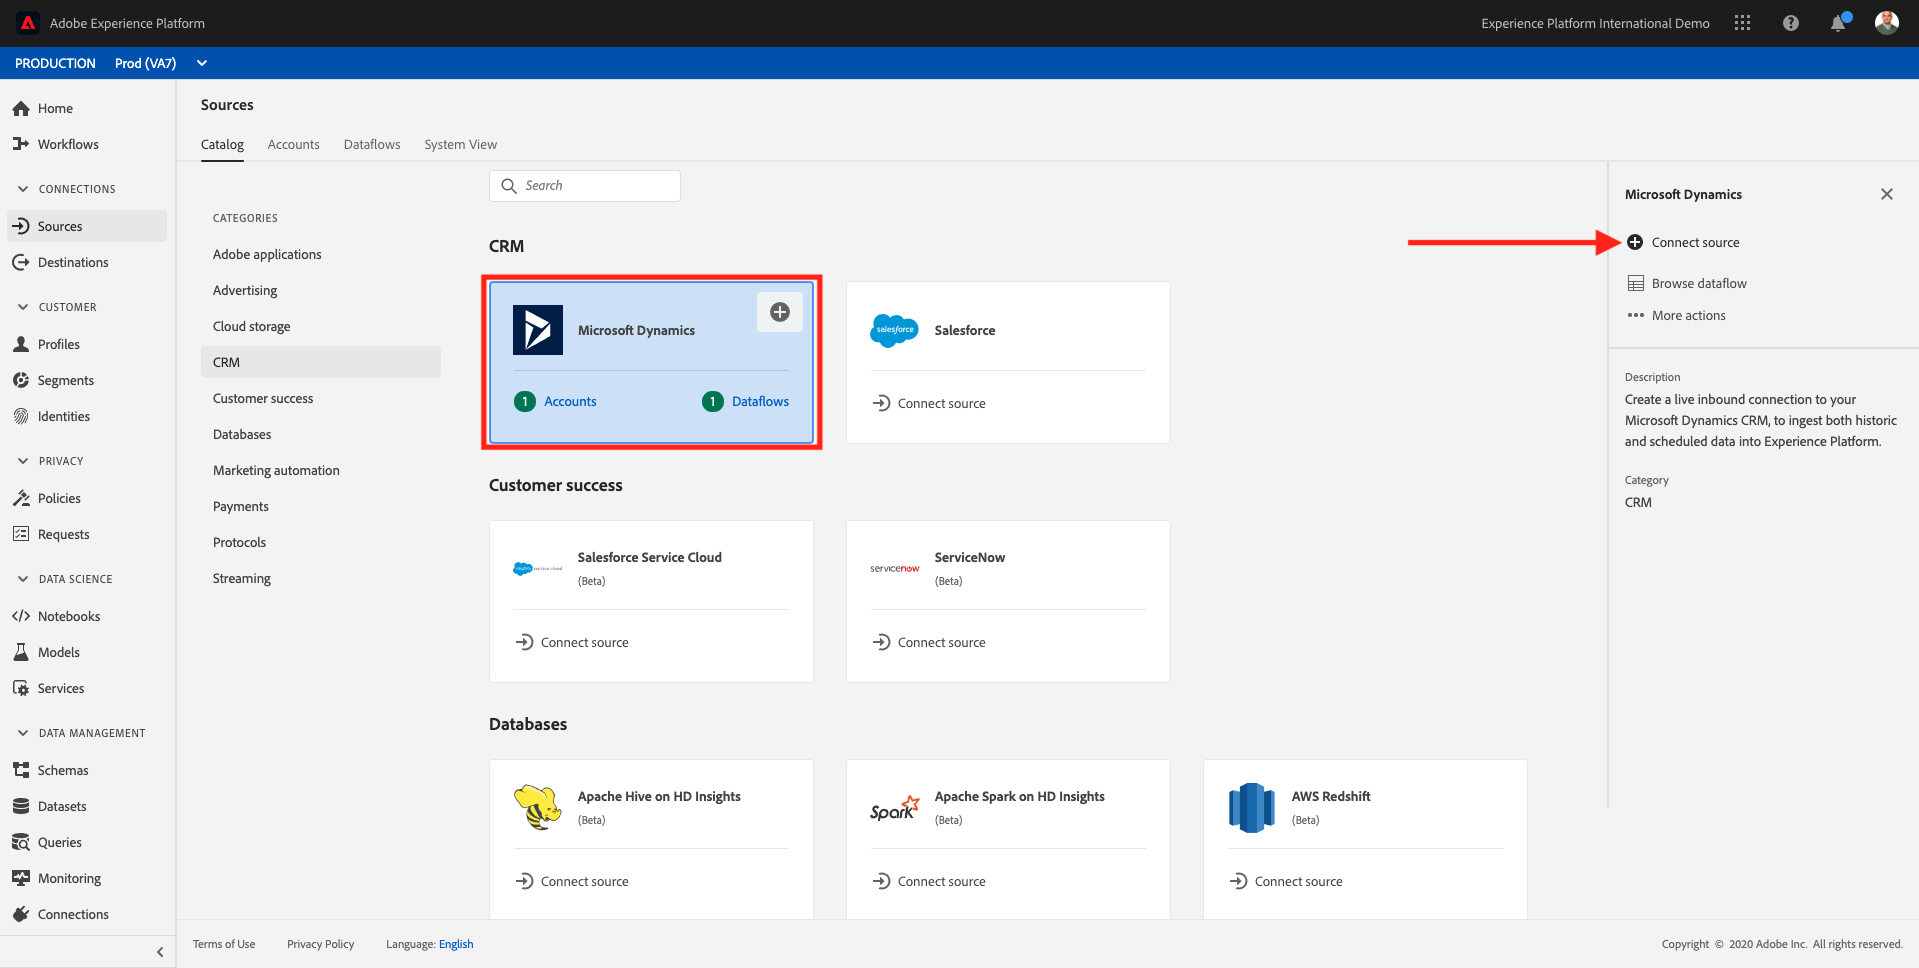 Adobe Experience Platform
Experience Platform International Demo
PRODUCTION Prod (VA7)
Home
Workflows
CONNECTIONS
Sources
Destinations
CUSTOMER
Profiles
Segments
Identities
PRIVACY
Policies
Requests
DATA SCIENCE
Notebooks
Models
Services
DATA MANAGEMENT
Schemas
Datasets
Queries
Monitoring
Connections
Sources
Catalog Accounts Dataflows System View
CATEGORIES
Adobe applications
Advertising
Cloud storage
CRM
Customer success
Databases
Marketing automation
Payments
Protocols
Streaming
Search
CRM
Microsoft Dynamics
1 Accounts 1 Dataflows
salesforce
Salesforce
Connect source
Customer success
salesforce service cloud
Salesforce Service Cloud
(Beta)
Connect source
servicenow
ServiceNow
(Beta)
Connect source
Databases
Apache Hive on HD Insights
(Beta)
Connect source
Spark
Apache Spark on HD Insights
(Beta)
Connect source
AWS Redshift
(Beta)
Connect source
Microsoft Dynamics
Connect source
Browse dataflow
More actions
Description
Create a live inbound connection to your
Microsoft Dynamics CRM, to ingest both historic
and scheduled data into Experience Platform.
Category
CRM
Terms of Use Privacy Policy Language: English
Copyright © 2020 Adobe Inc. All rights reserved.